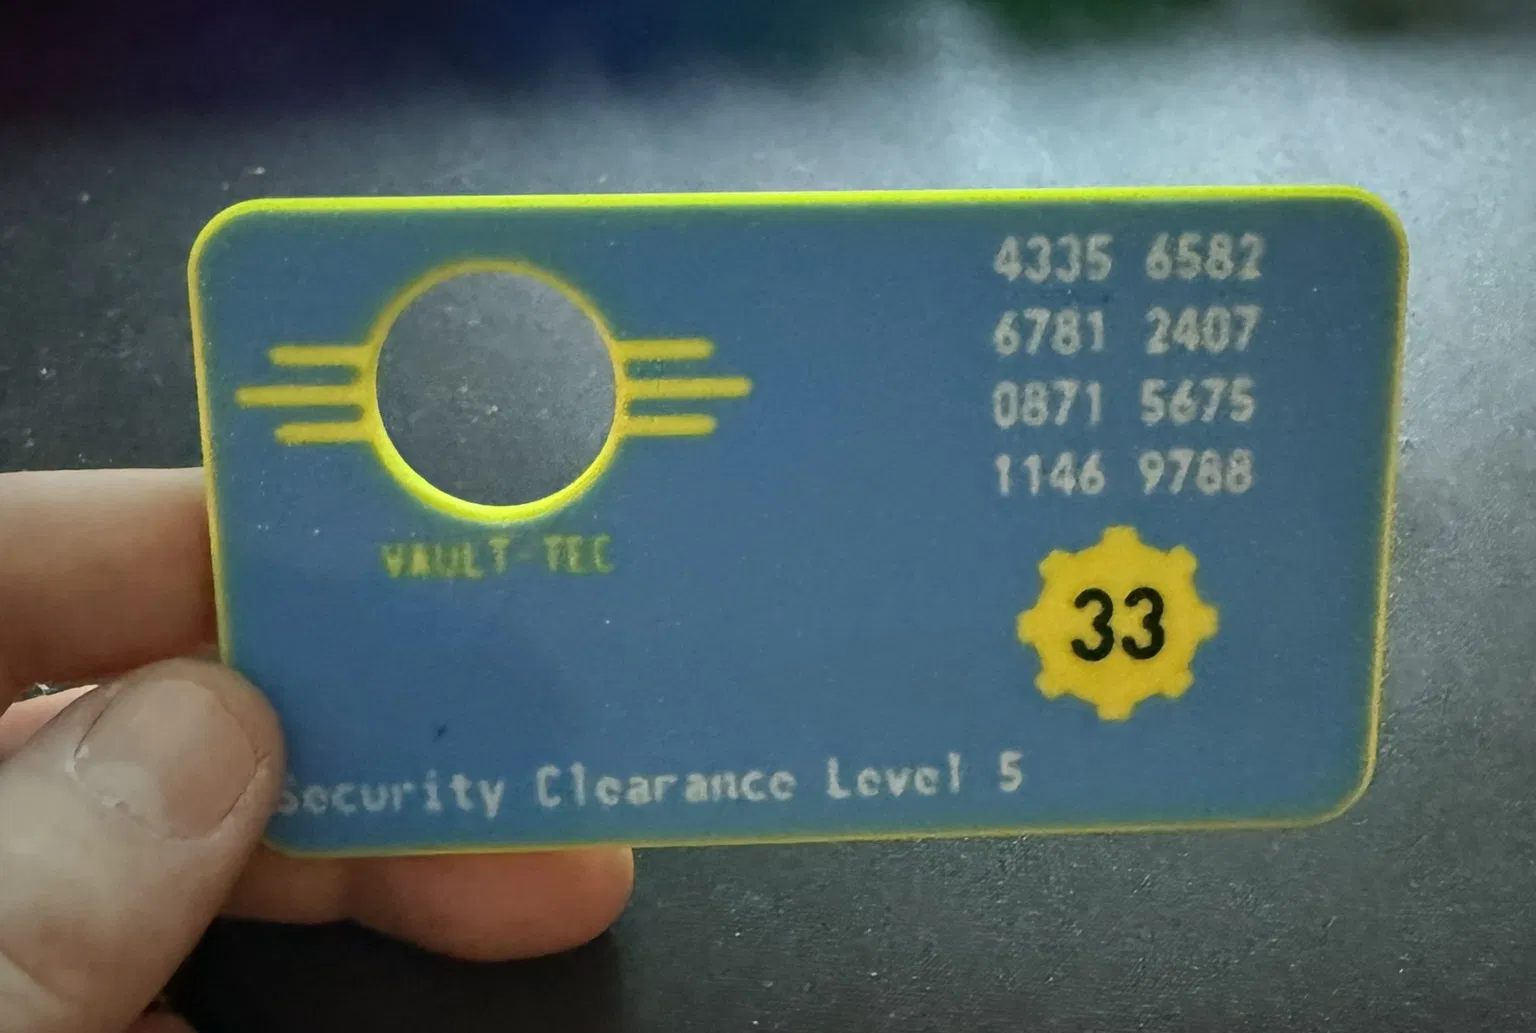 4335 6582
6781 2407
0871 5675
1146 9788
VAULT-TEC
33
Security Clearance Level 5